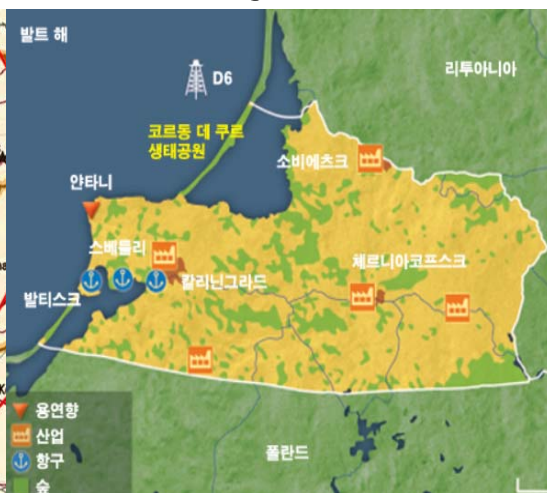 발트 해
리투아니아
D6
코르동 데 쿠르
생태공원
소비에츠크
얀타니
스베틀리
체르니아코프스크
칼리닌그라드
발티스크
용연향
산업
폴란드
항구
숲